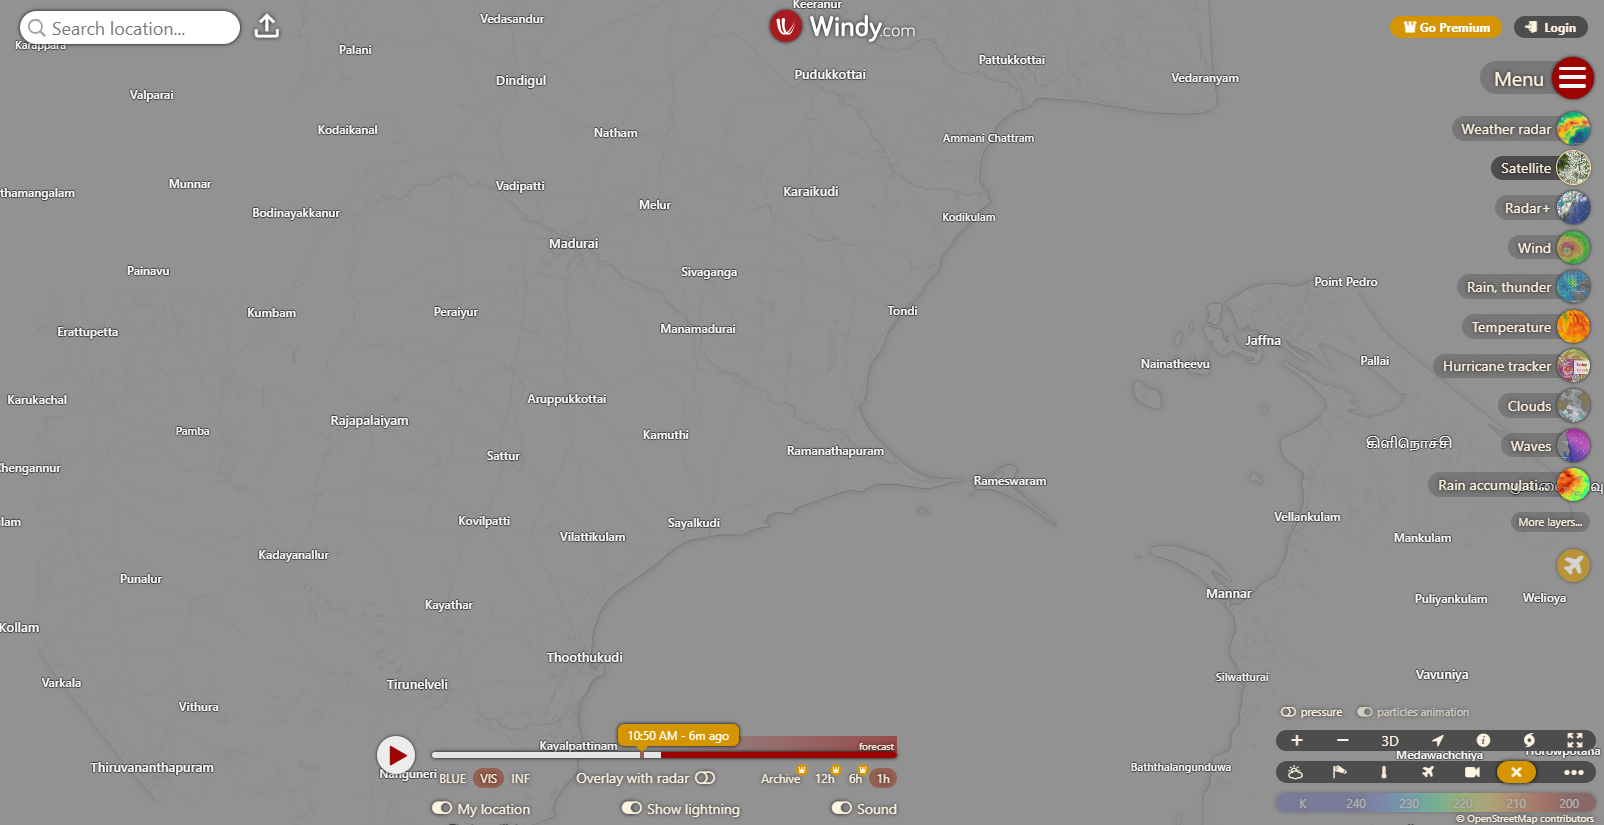 Search location...
Windy.com
Go Premium
Login
Menu
Weather radar
Satellite
Radar+
Wind
Rain, thunder
Temperature
Hurricane tracker
Clouds
Waves
Rain accumulati...
More layers...
Keeranur
Vedasandur
Karappara
Palani
Pattukkottai
Dindigul
Pudukkottai
Vedaranyam
Valparai
Kodaikanal
Natham
Ammani Chattram
Munnar
Vadipatti
Karaikudi
thamangalam
Bodinayakkanur
Melur
Kodikulam
Madurai
Painavu
Sivaganga
Point Pedro
Kumbam
Peraiyur
Tondi
Erattupetta
Manamadurai
Jaffna
Nainatheevu
Pallai
Karukachal
Aruppukkottai
Rajapalaiyam
Pamba
Kamuthi
கிளிநொச்சி
Sattur
Ramanathapuram
Chengannur
Rameswaram
lam
Kovilpatti
Sayalkudi
Vellankulam
Vilattikulam
Mankulam
Kadayanallur
Punalur
Mannar
Kayathar
Puliyankulam
Welioya
Kollam
Thoothukudi
Varkala
Tirunelveli
Silwatturai
Vavuniya
Vithura
Kayalpattinam
Thiruvananthapuram
Nanguneri
Baththalangunduwa
Medawachchiya
Horowpotana
10:50 AM - 6m ago
forecast
BLUE VIS INF
Overlay with radar
Archive 12h 6h 1h
My location
Show lightning
Sound
pressure
particles animation
3D
K 240 230 220 210 200
© OpenStreetMap contributors